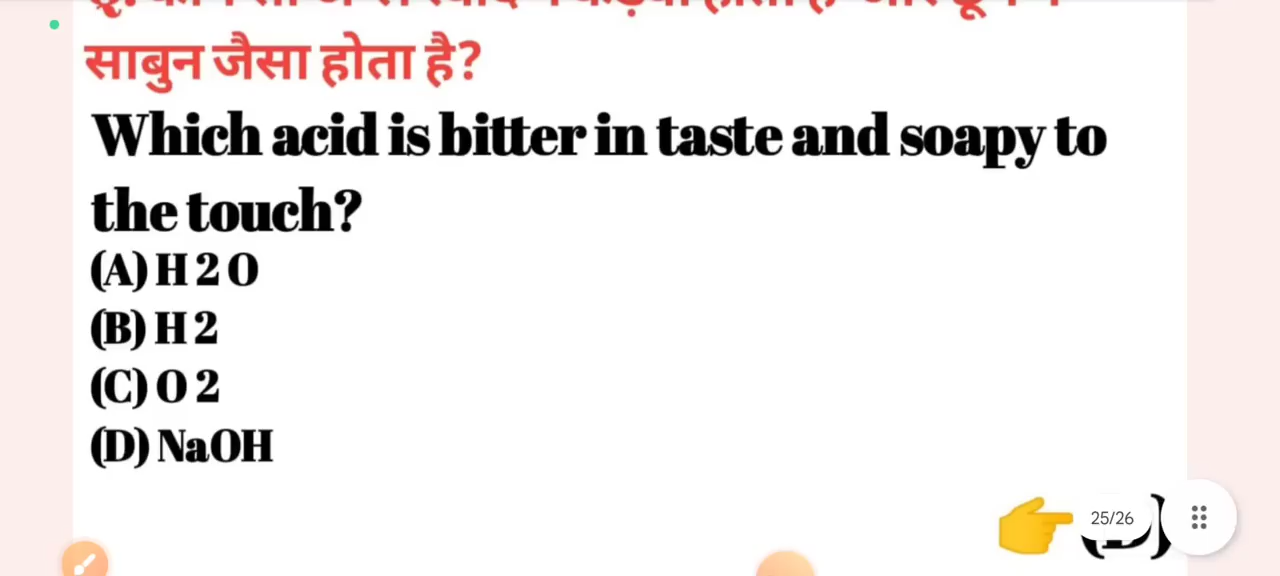 साबुन जैसा होता है?
Which acid is bitter in taste and soapy to
the touch?
(A) H 2 O
(B) H 2
(C) O 2
(D) NaOH
25/26